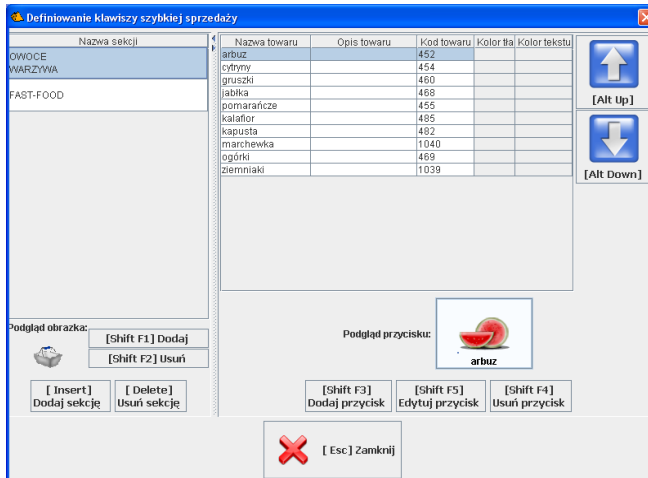 Definiowanie klawiszy szybkiej sprzedaży
Nazwa sekcji
OWOCE
WARZYWA
FAST-FOOD
Nazwa towaru Opis towaru Kod towaru Kolor tła Kolor tekstu
arbuz 452
cytryny 454
gruszki 460
jabłka 468
pomarańcze 455
kalafior 485
kapusta 482
marchewka 1040
ogórki 469
ziemniaki 1039
[Alt Up]
[Alt Down]
Podgląd obrazka:
[Shift F1] Dodaj
[Shift F2] Usuń
[ Insert]
Dodaj sekcję
[ Delete]
Usuń sekcję
Podgląd przycisku:
arbuz
[Shift F3]
Dodaj przycisk
[Shift F5]
Edytuj przycisk
[Shift F4]
Usuń przycisk
[ Esc] Zamknij